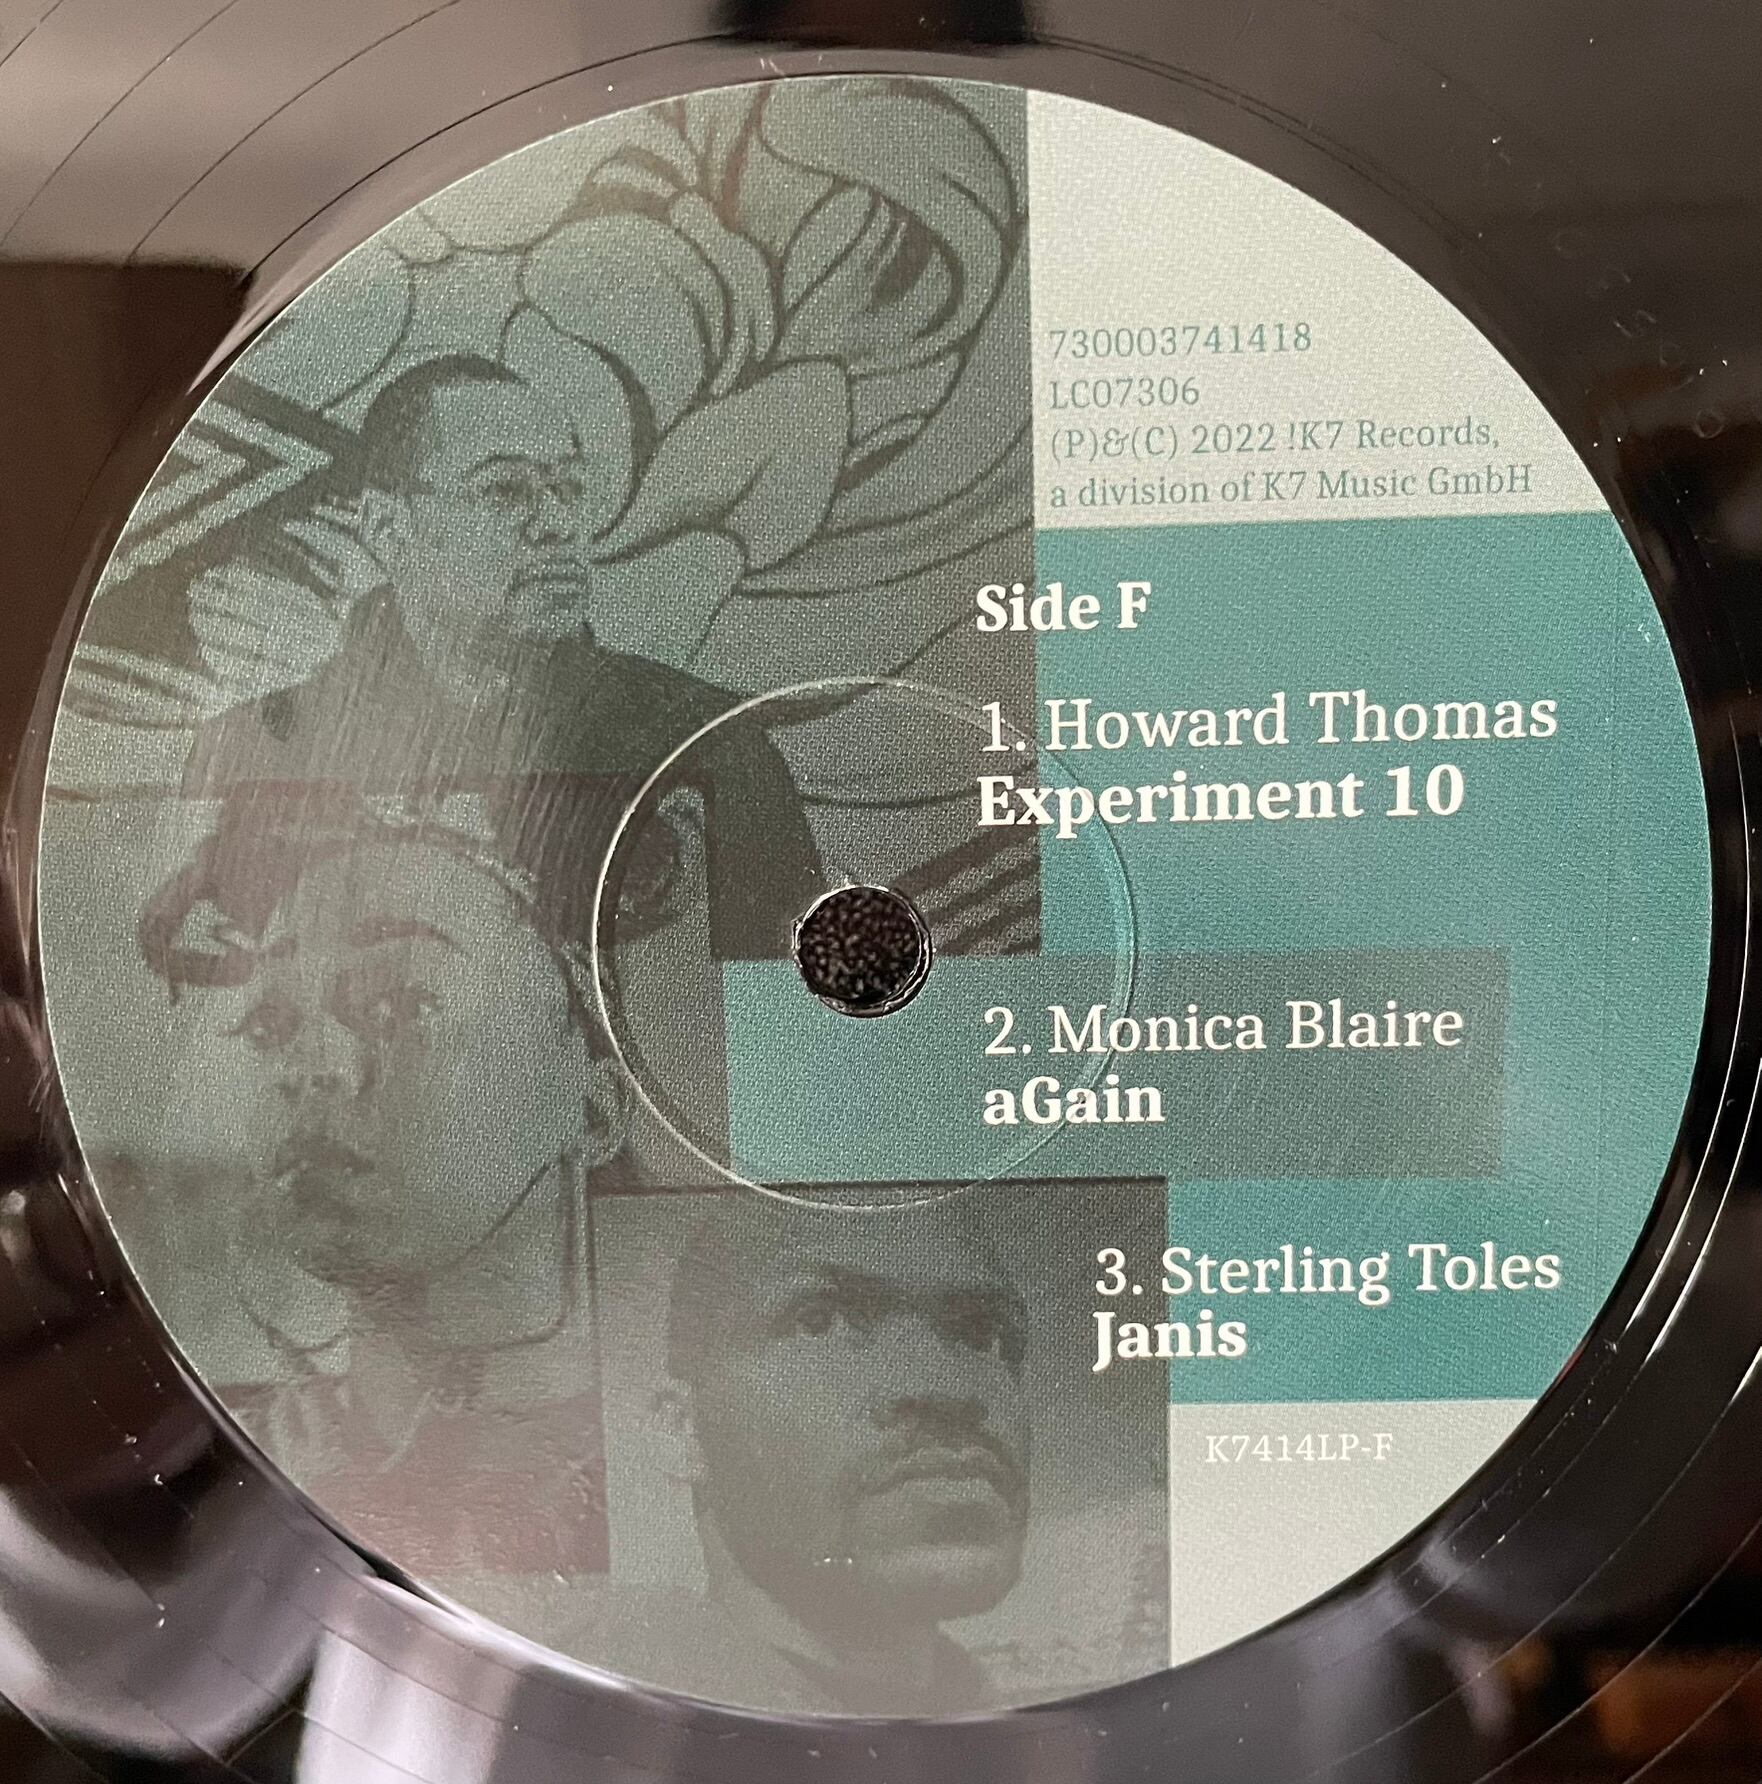 730003741418
LC07306
(P)&(C) 2022 !K7 Records,
a division of K7 Music GmbH
Side F
1. Howard Thomas
Experiment 10
2. Monica Blaire
aGain
3. Sterling Toles
Janis
K7414LP-F